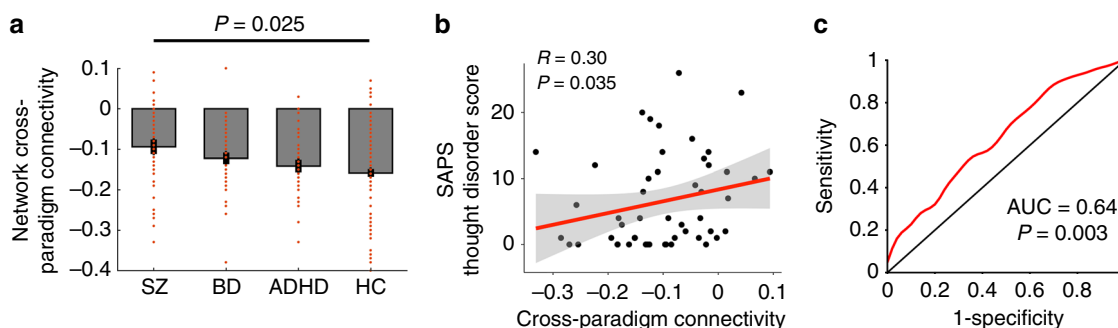 a
P = 0.025
Network cross-
paradigm connectivity
0.1
0
–0.1
–0.2
–0.3
–0.4
SZ
BD
ADHD
HC
b
R = 0.30
P = 0.035
SAPS
thought disorder score
20
10
0
–0.3
–0.2
–0.1
0
0.1
Cross-paradigm connectivity
c
Sensitivity
1
0.8
0.6
0.4
0.2
0
AUC = 0.64
P = 0.003
0
0.2
0.4
0.6
0.8
1-specificity